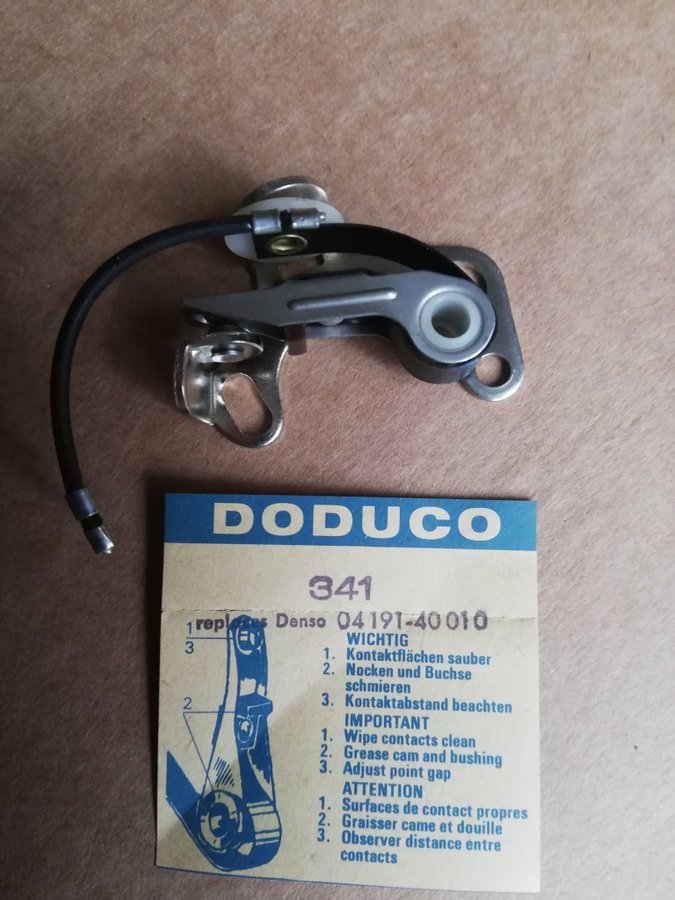 DODUCO
341
replaces Denso 04191-40010
1
3
2
WICHTIG
1. Kontaktflächen sauber
2. Nocken und Buchse
schmieren
3. Kontaktabstand beachten
IMPORTANT
1. Wipe contacts clean
2. Grease cam and bushing
3. Adjust point gap
ATTENTION
1. Surfaces de contact propres
2. Graisser came et douille
3. Observer distance entre
contacts